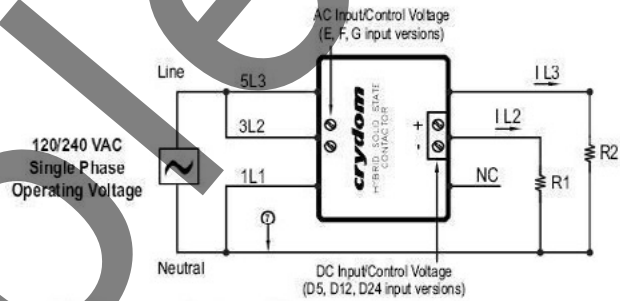 AC Input/Control Voltage
(E, F, G input versions)
Line
5L3
3L2
1L1
120/240 VAC
Single Phase
Operating Voltage
Neutral
crydom
HYBRID SOLID STATE
CONTACTOR
+
-
I L3
I L2
NC
R1
R2
7
DC Input/Control Voltage
(D5, D12, D24 input versions)